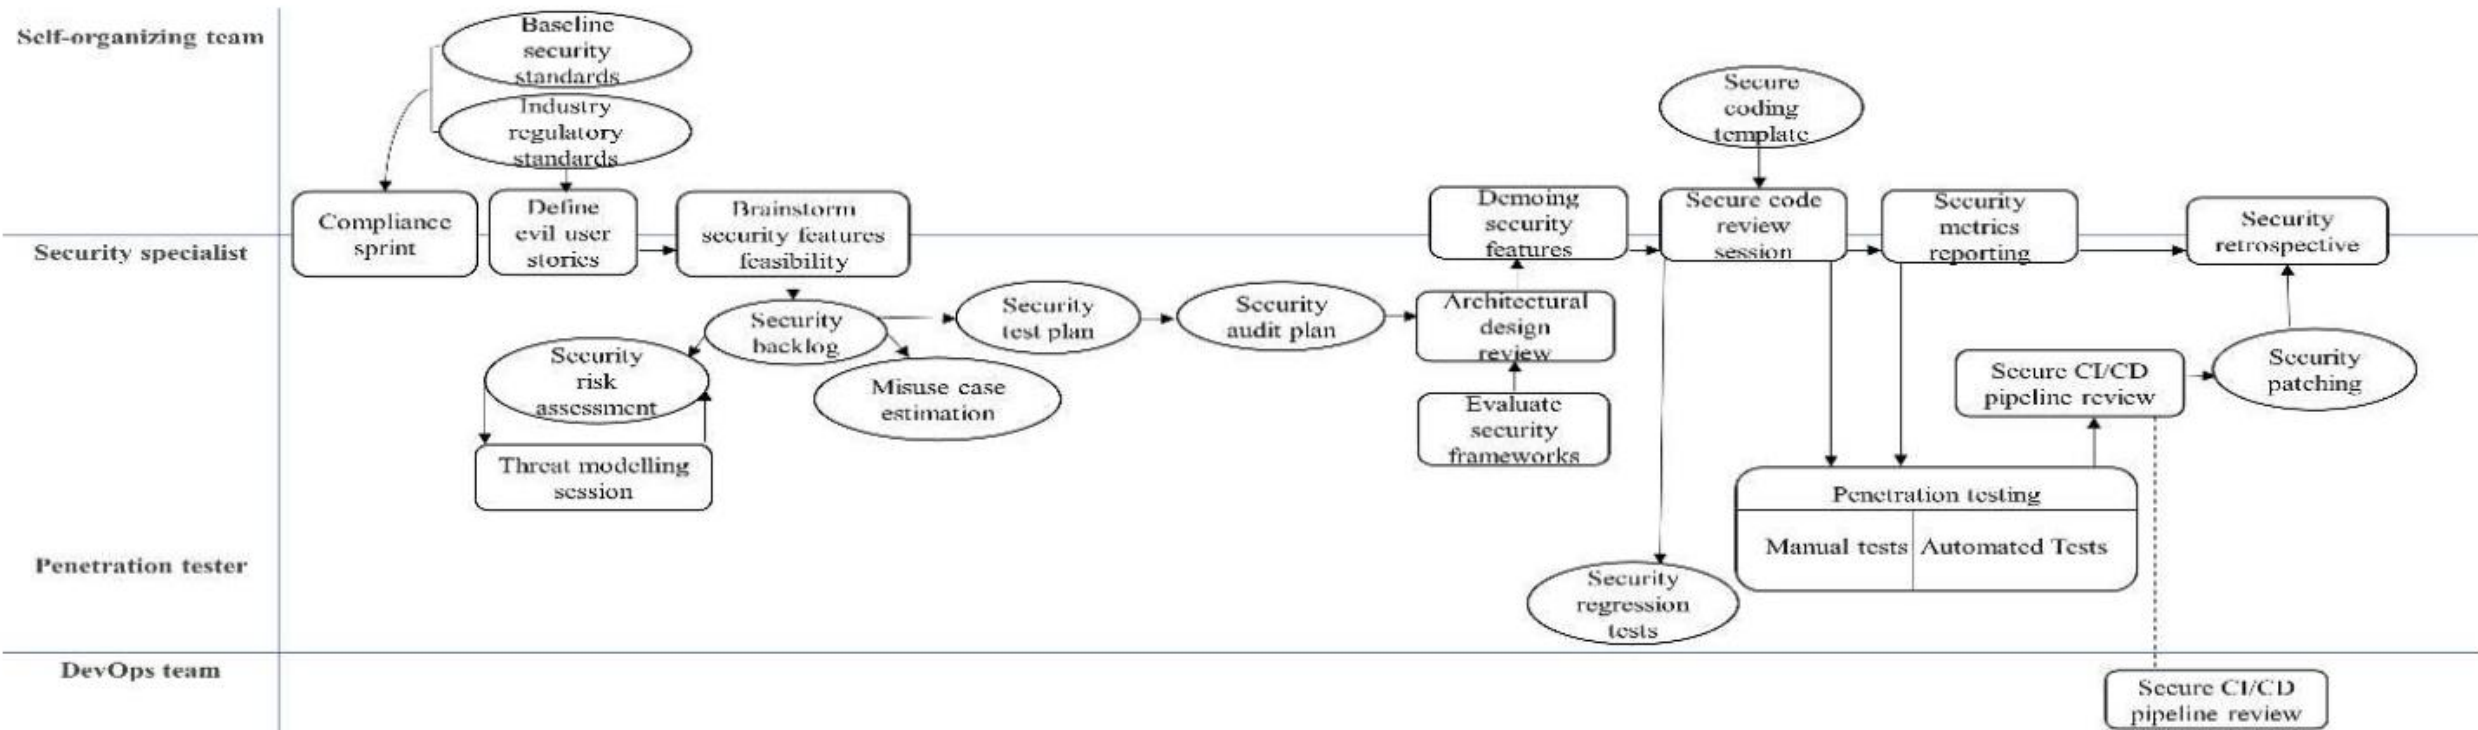 Self-organizing team
Baseline
security
standards
Industry
regulatory
standards
Secure
coding
template
Compliance
sprint
Define
evil user
stories
Brainstorm
security features
feasibility
Demoing
security
features
Secure code
review
session
Security
metrics
reporting
Security
retrospective
Security specialist
Security
backlog
Security
test plan
Security
audit plan
Architectural
design
review
Security
risk
assessment
Misuse case
estimation
Evaluate
security
frameworks
Secure CI/CD
pipeline review
Security
patching
Threat modelling
session
Penetration testing
Manual tests
Automated Tests
Penetration tester
Security
regression
tests
DevOps team
Secure CI/CD
pipeline review